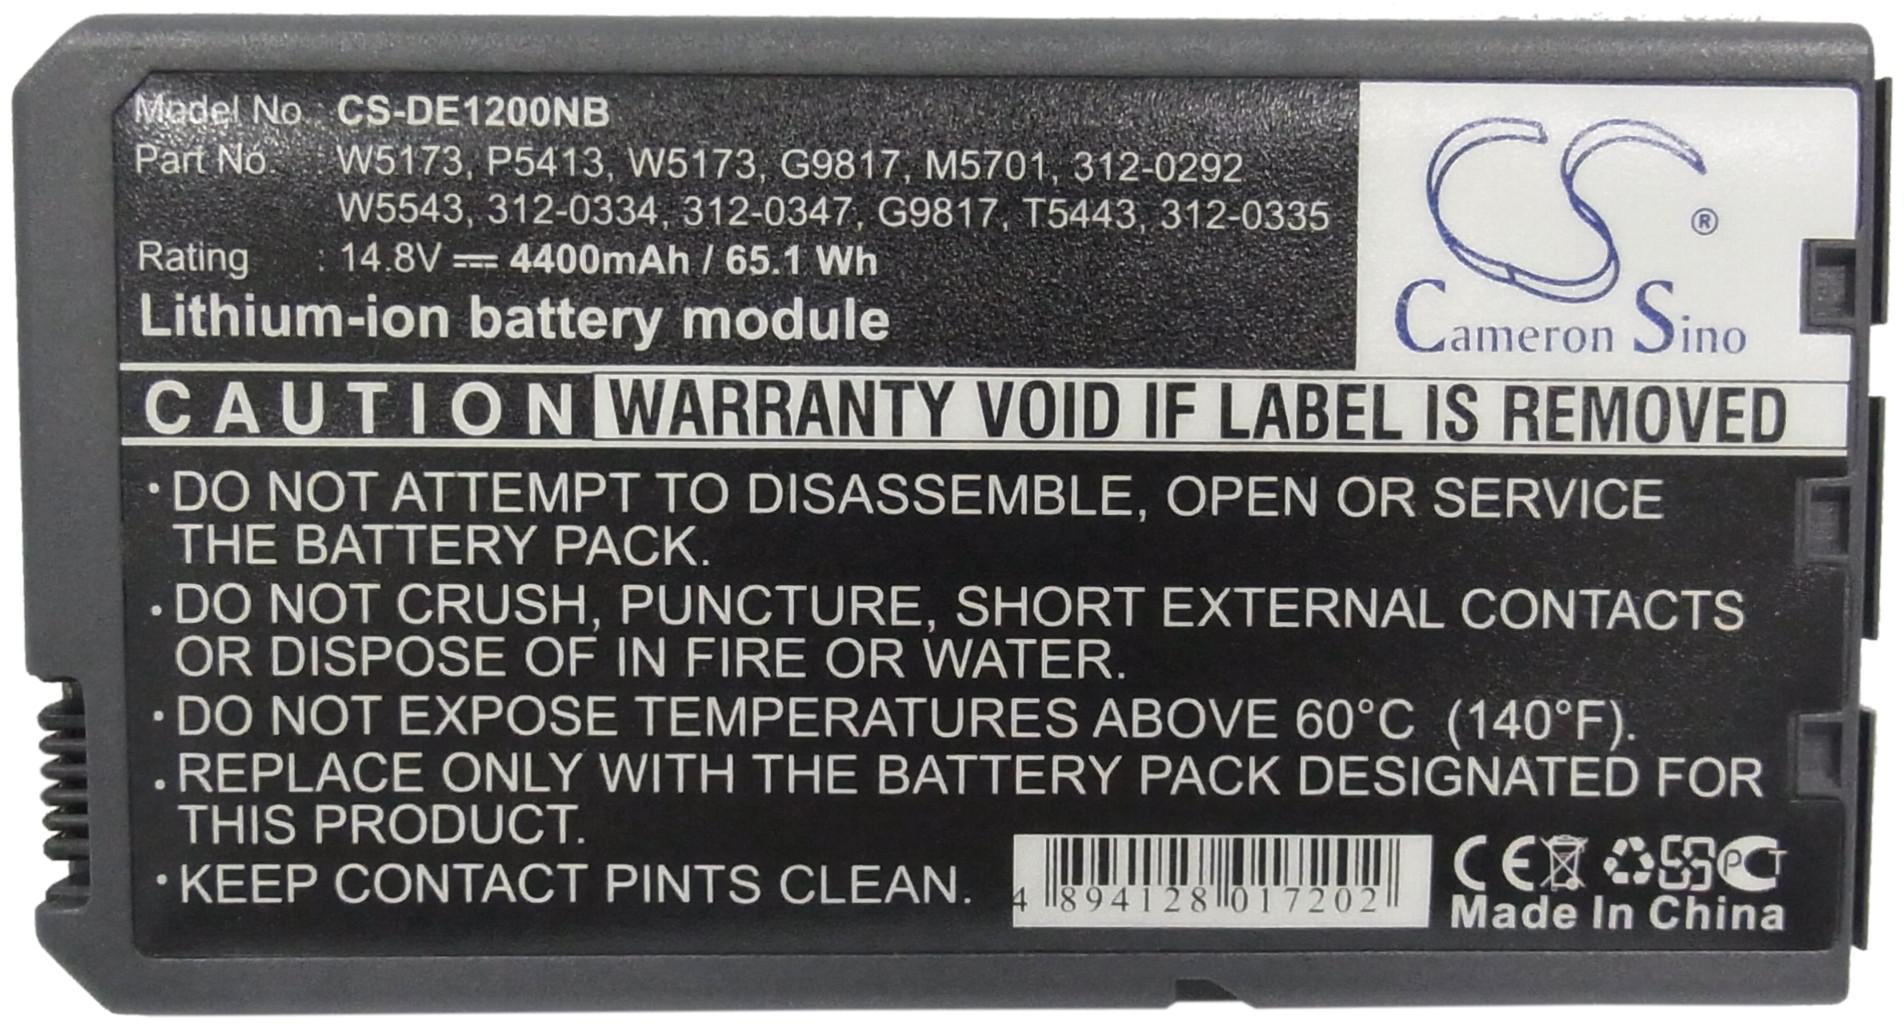 Model No. : CS-DE1200NB
Part No. : W5173, P5413, W5173, G9817, M5701, 312-0292
W5543, 312-0334, 312-0347, G9817, T5443, 312-0335
Rating : 14.8V ⎓ 4400mAh / 65.1 Wh
Lithium-ion battery module
CS ®
Cameron Sino
CAUTION WARRANTY VOID IF LABEL IS REMOVED
· DO NOT ATTEMPT TO DISASSEMBLE, OPEN OR SERVICE
THE BATTERY PACK.
· DO NOT CRUSH, PUNCTURE, SHORT EXTERNAL CONTACTS
OR DISPOSE OF IN FIRE OR WATER.
· DO NOT EXPOSE TEMPERATURES ABOVE 60°C (140°F).
· REPLACE ONLY WITH THE BATTERY PACK DESIGNATED FOR
THIS PRODUCT.
· KEEP CONTACT PINTS CLEAN.
4 894128 017202
CE PCT
Made In China